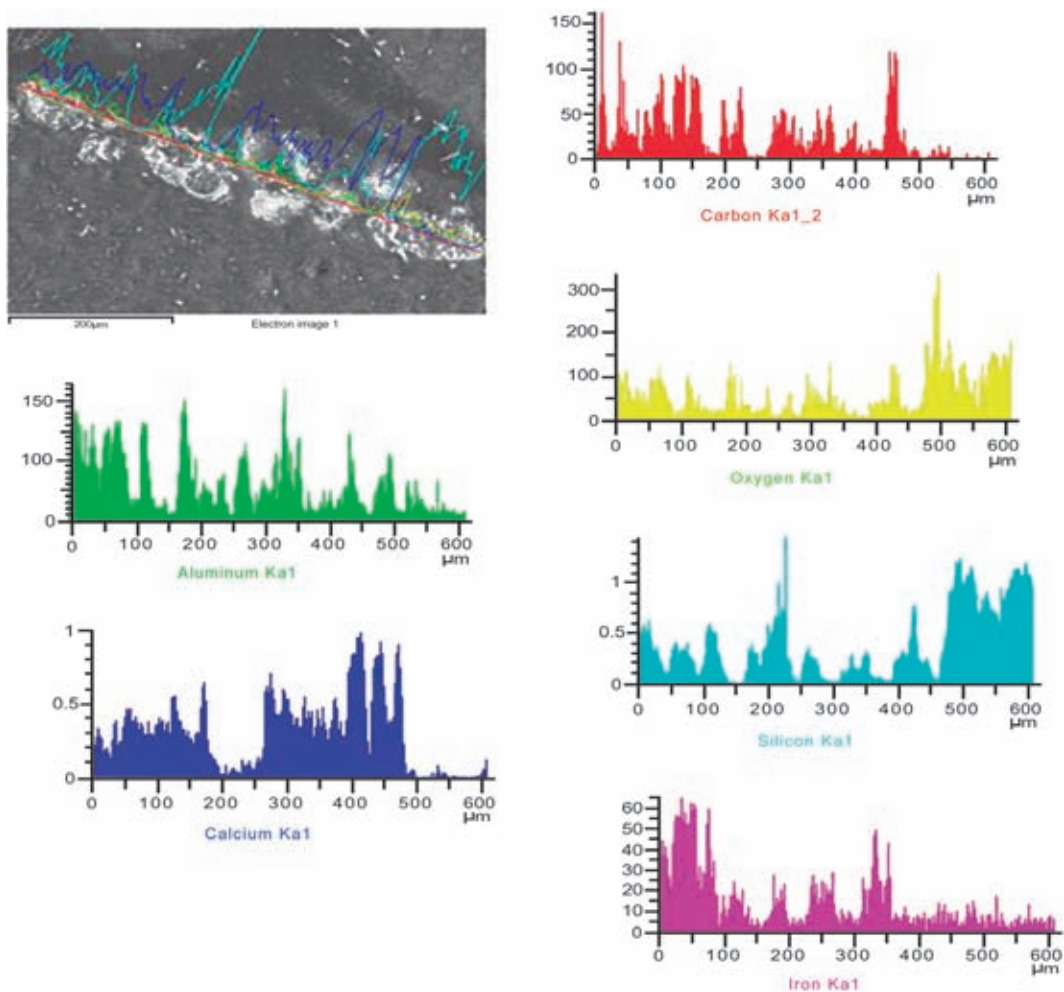 200µm
Electron image 1
150
100
50
0
0 100 200 300 400 500 600
µm
Carbon Ka1_2
300
200
100
0
0 100 200 300 400 500 600
µm
Oxygen Ka1
150
100
0
0 100 200 300 400 500 600
µm
Aluminum Ka1
1
0.5
0
0 100 200 300 400 500 600
µm
Silicon Ka1
1
0.5
0
0 100 200 300 400 500 600
µm
Calcium Ka1
60
50
40
30
20
10
0
0 100 200 300 400 500 600
µm
Iron Ka1